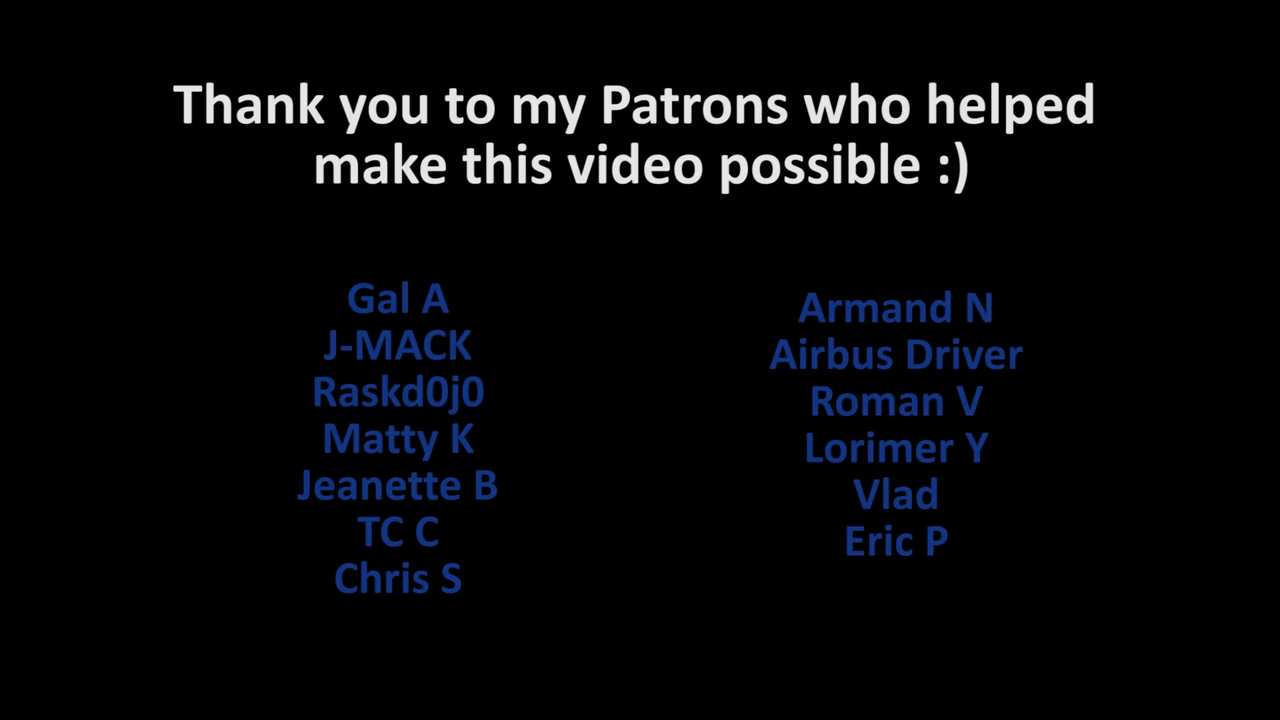 Thank you to my Patrons who helped
make this video possible :)
Gal A
J-MACK
Raskd0j0
Matty K
Jeanette B
TC C
Chris S
Armand N
Airbus Driver
Roman V
Lorimer Y
Vlad
Eric P